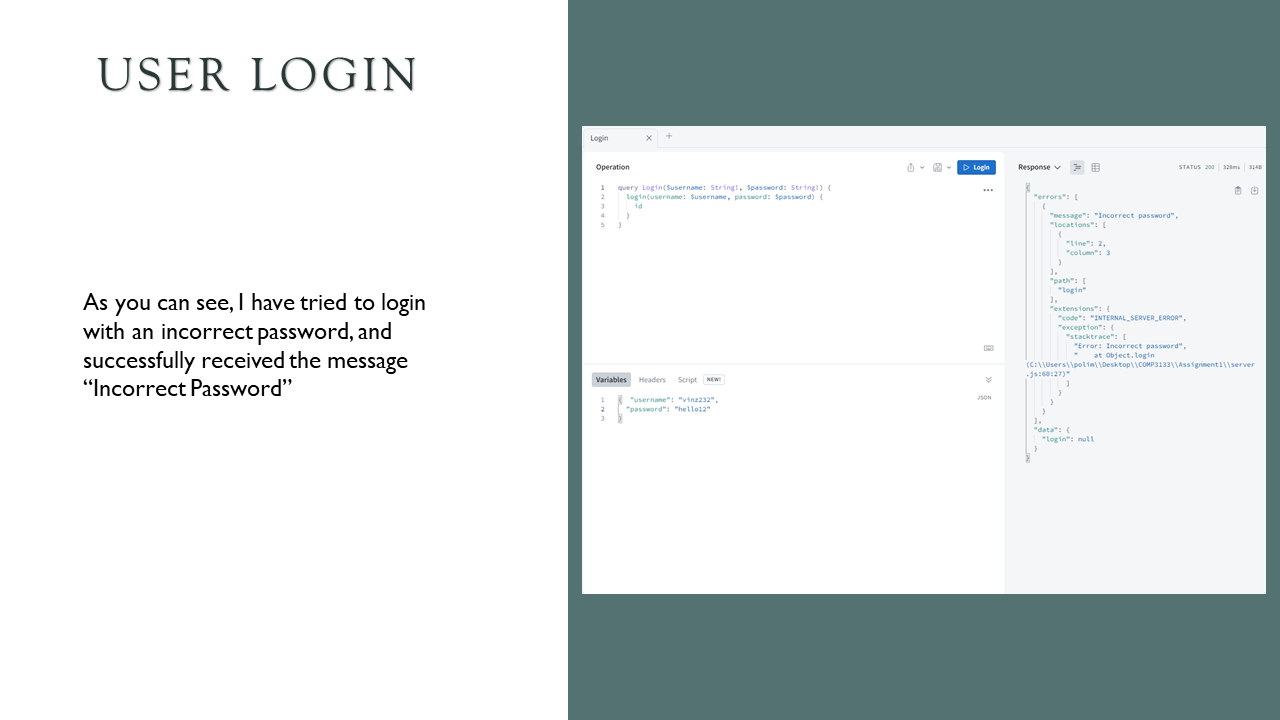 USER LOGIN
As you can see, I have tried to login
with an incorrect password, and
successfully received the message
“Incorrect Password”
Login
Operation
Login
1 query Login($username: String!, $password: String!) {
2 login(username: $username, password: $password) {
3 id
4 }
5 }
Variables Headers Script NEW!
JSON
1 { "username": "vinz232",
2 "password": "hello12"
3 }
Response
STATUS 200 328ms 314B
{
"errors": [
{
"message": "Incorrect password",
"locations": [
{
"line": 2,
"column": 3
}
],
"path": [
"login"
],
"extensions": {
"code": "INTERNAL_SERVER_ERROR",
"exception": {
"stacktrace": [
"Error: Incorrect password",
" at Object.login
(C:\\Users\\polim\\Desktop\\COMP3133\\Assignment1\\server
.js:60:27)"
]
}
}
}
],
"data": {
"login": null
}
}